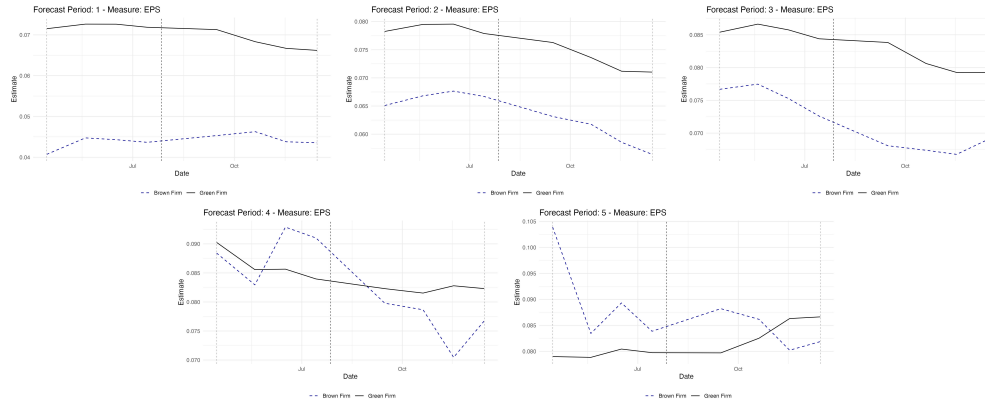 Forecast Period: 1 - Measure: EPS
Estimate
0.07
0.06
0.05
0.04
Jul
Oct
Date
Brown Firm
Green Firm
Forecast Period: 2 - Measure: EPS
Estimate
0.080
0.075
0.070
0.065
0.060
Jul
Oct
Date
Brown Firm
Green Firm
Forecast Period: 3 - Measure: EPS
Estimate
0.085
0.080
0.075
0.070
Jul
Oct
Date
Brown Firm
Green Firm
Forecast Period: 4 - Measure: EPS
Estimate
0.090
0.085
0.080
0.075
0.070
Jul
Oct
Date
Brown Firm
Green Firm
Forecast Period: 5 - Measure: EPS
Estimate
0.105
0.100
0.095
0.090
0.085
0.080
Jul
Oct
Date
Brown Firm
Green Firm